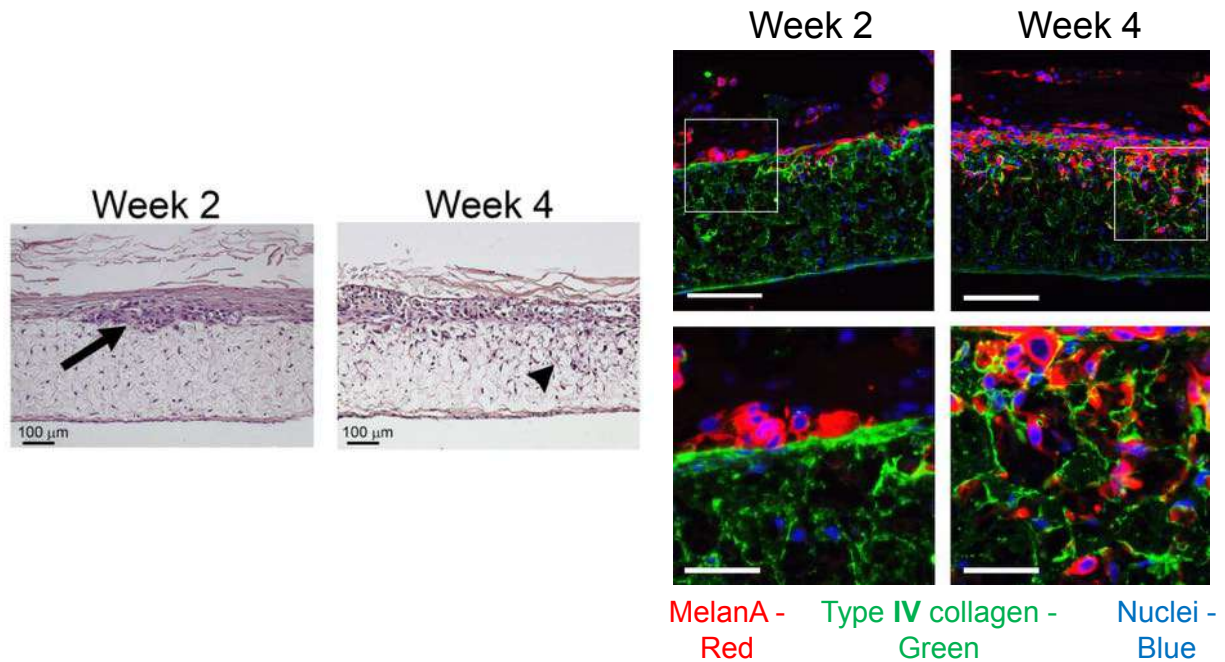 Week 2
Week 4
100 μm
100 μm
Week 2
Week 4
MelanA -
Red
Type IV collagen -
Green
Nuclei -
Blue